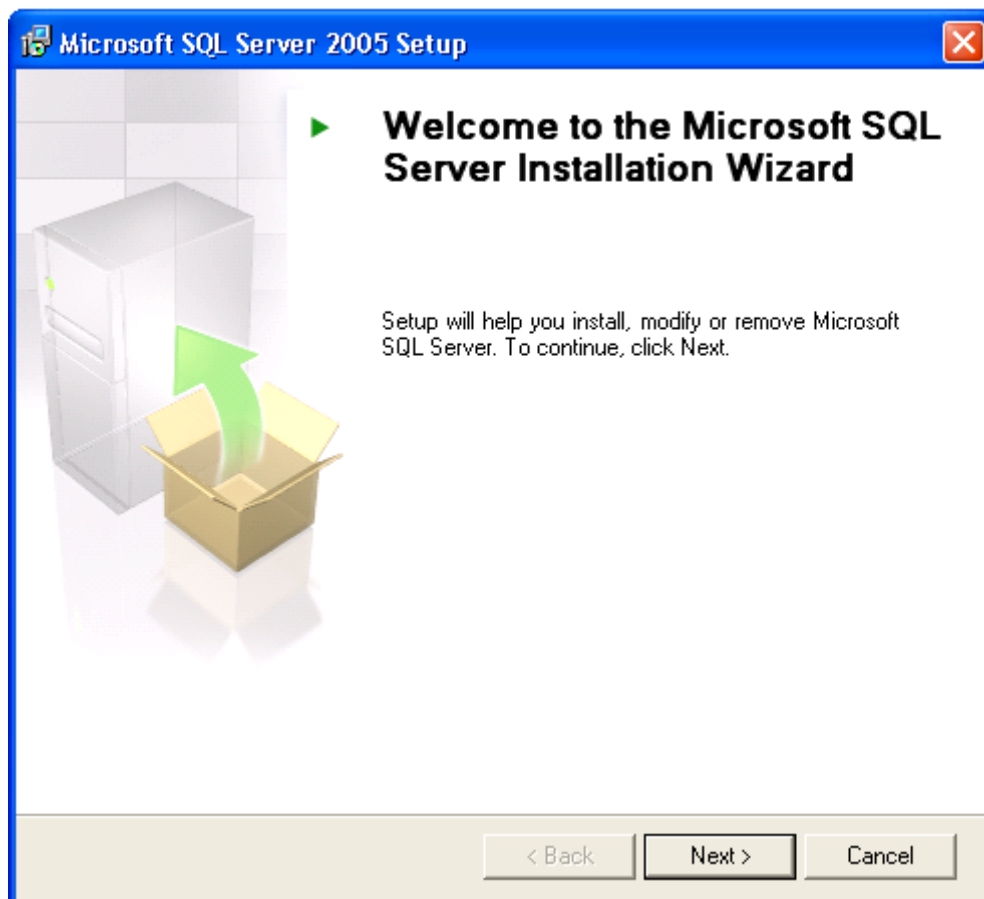 Microsoft SQL Server 2005 Setup
Welcome to the Microsoft SQL
Server Installation Wizard
Setup will help you install, modify or remove Microsoft
SQL Server. To continue, click Next.
< Back
Next >
Cancel